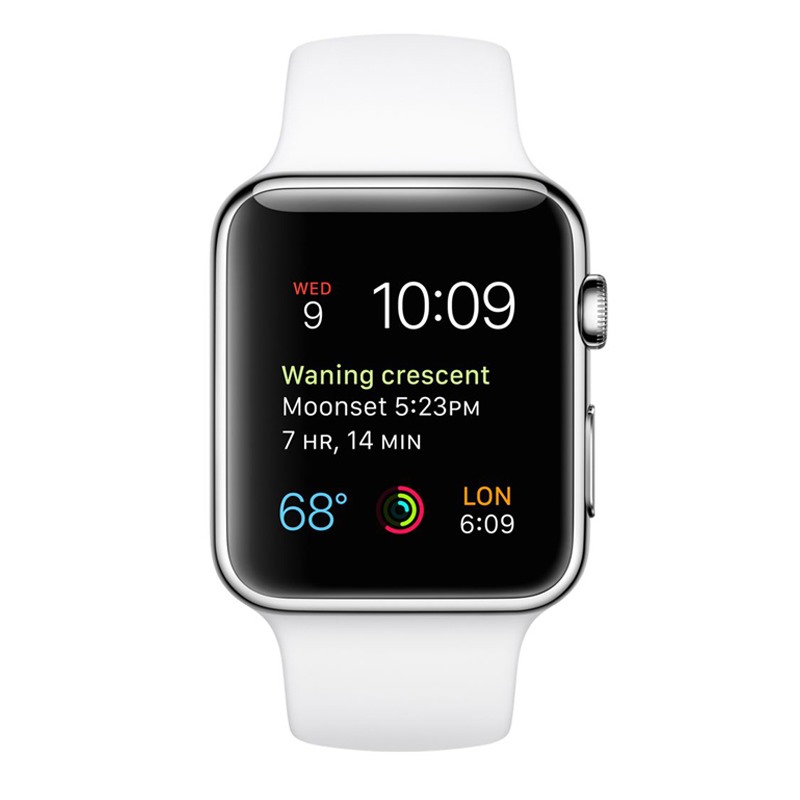 WED
9
10:09
Waning crescent
Moonset 5:23PM
7 HR, 14 MIN
68°
LON
6:09